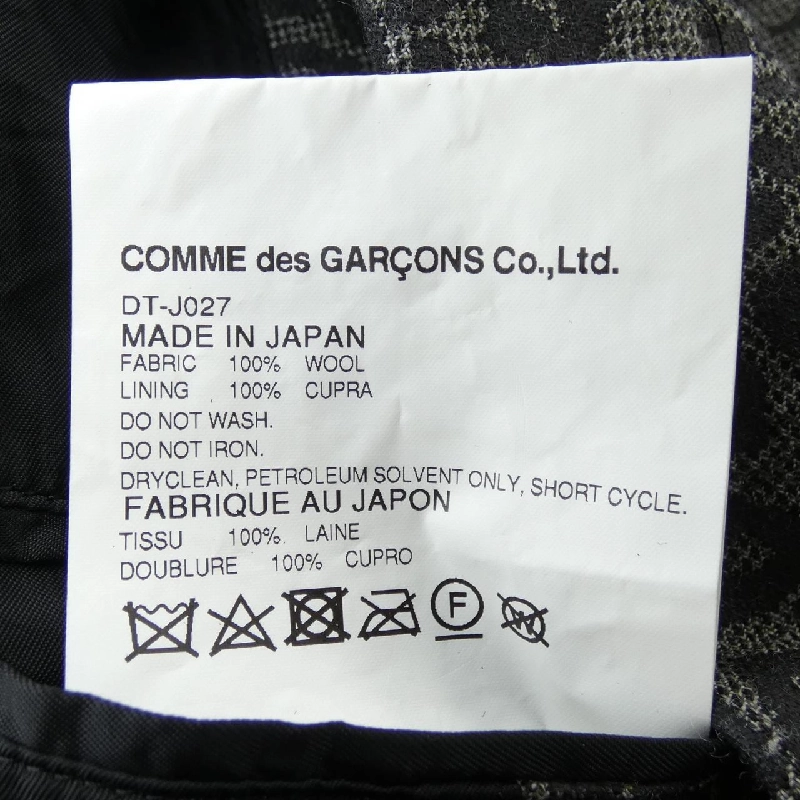 COMME des GARÇONS Co.,Ltd.
DT-J027
MADE IN JAPAN
FABRIC 100% WOOL
LINING 100% CUPRA
DO NOT WASH.
DO NOT IRON.
DRYCLEAN, PETROLEUM SOLVENT ONLY, SHORT CYCLE.
FABRIQUE AU JAPON
TISSU 100% LAINE
DOUBLURE 100% CUPRO
F W